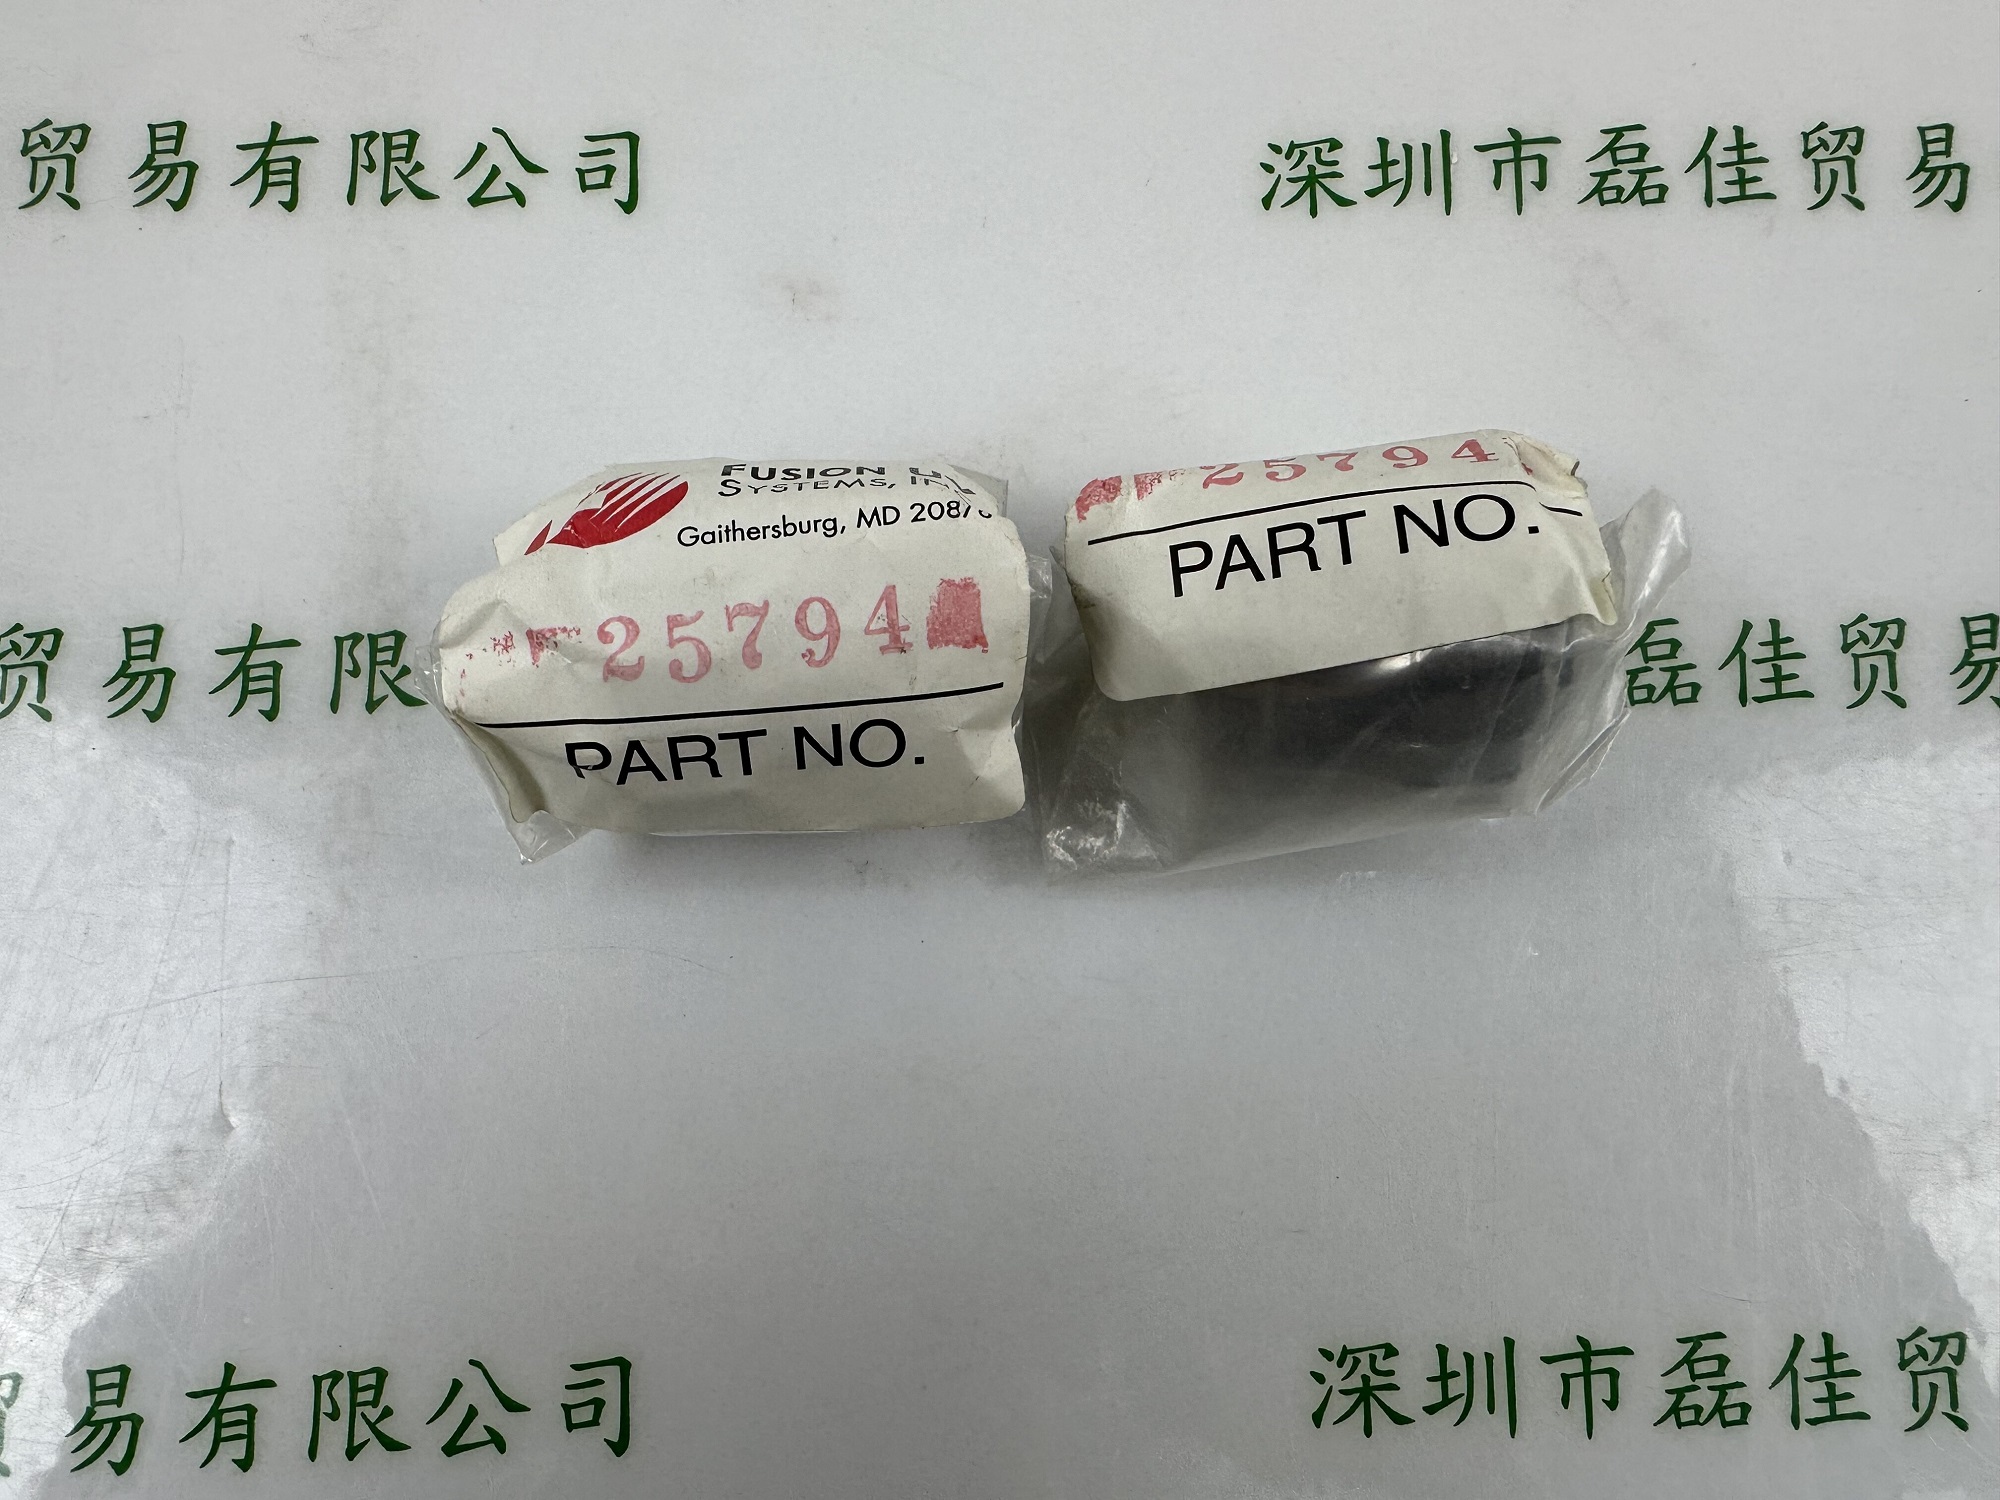 贸易有限公司
深圳市磊佳贸易
FUSION
SYSTEMS,
Gaithersburg, MD
25794
PART NO.
25794
PART NO.
贸易有限
磊佳贸易
易有限公司
深圳市磊佳贸